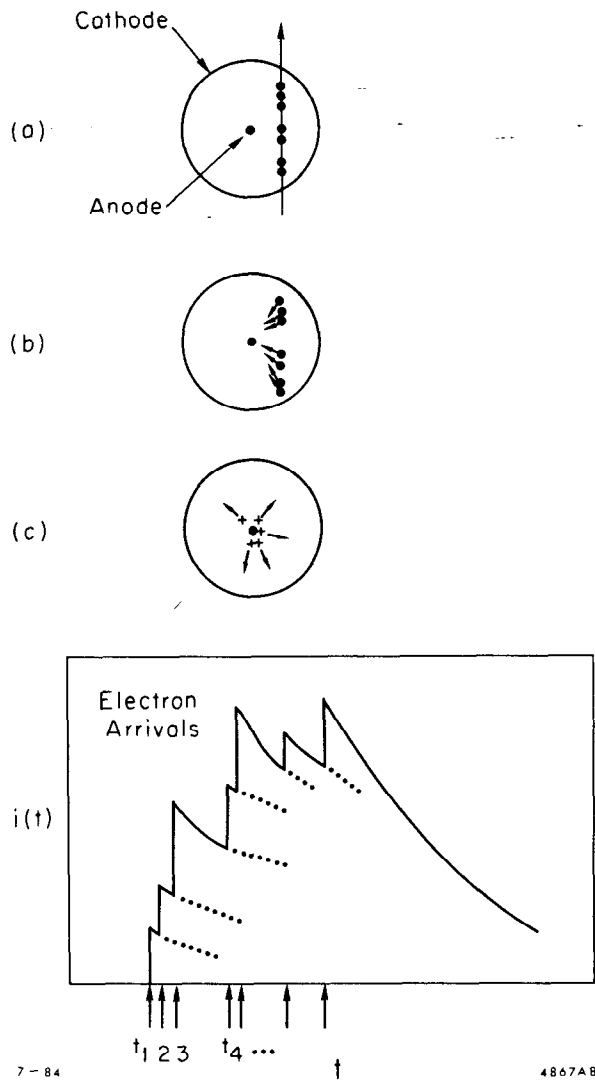 Cathode
(a)
Anode
(b)
(c)
Electron
Arrivals
i(t)
t1 2 3 t4 ...
t
7-84 4867A8